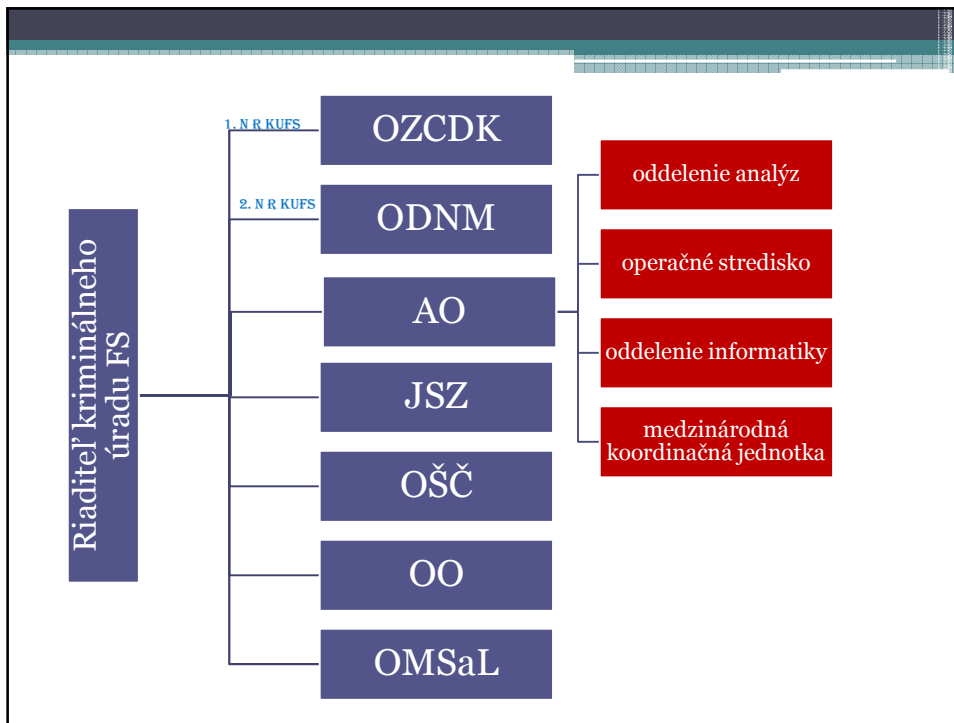 Riaditeľ kriminálneho
úradu FS
1. N R KUFS
OZCDK
2. N R KUFS
ODNM
AO
JSZ
OŠČ
OO
OMSaL
oddelenie analýz
operačné stredisko
oddelenie informatiky
medzinárodná
koordinačná jednotka